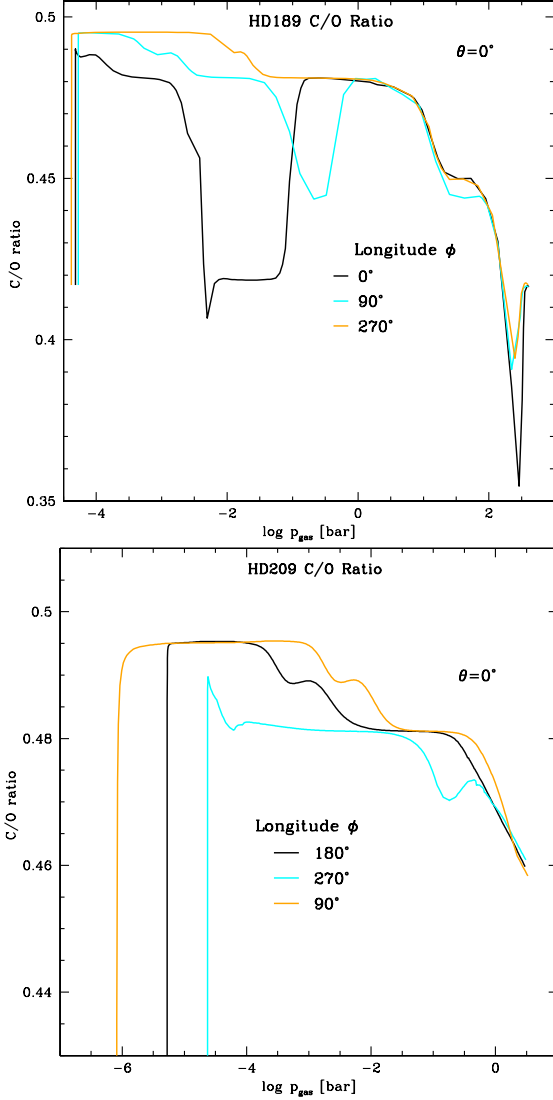 HD189 C/O Ratio
θ=0°
0.5
0.45
0.4
0.35
C/O ratio
Longitude ϕ
0°
90°
270°
−4
−2
0
2
log p_gas [bar]
HD209 C/O Ratio
θ=0°
0.5
0.48
0.46
0.44
C/O ratio
Longitude ϕ
180°
270°
90°
−6
−4
−2
0
log p_gas [bar]